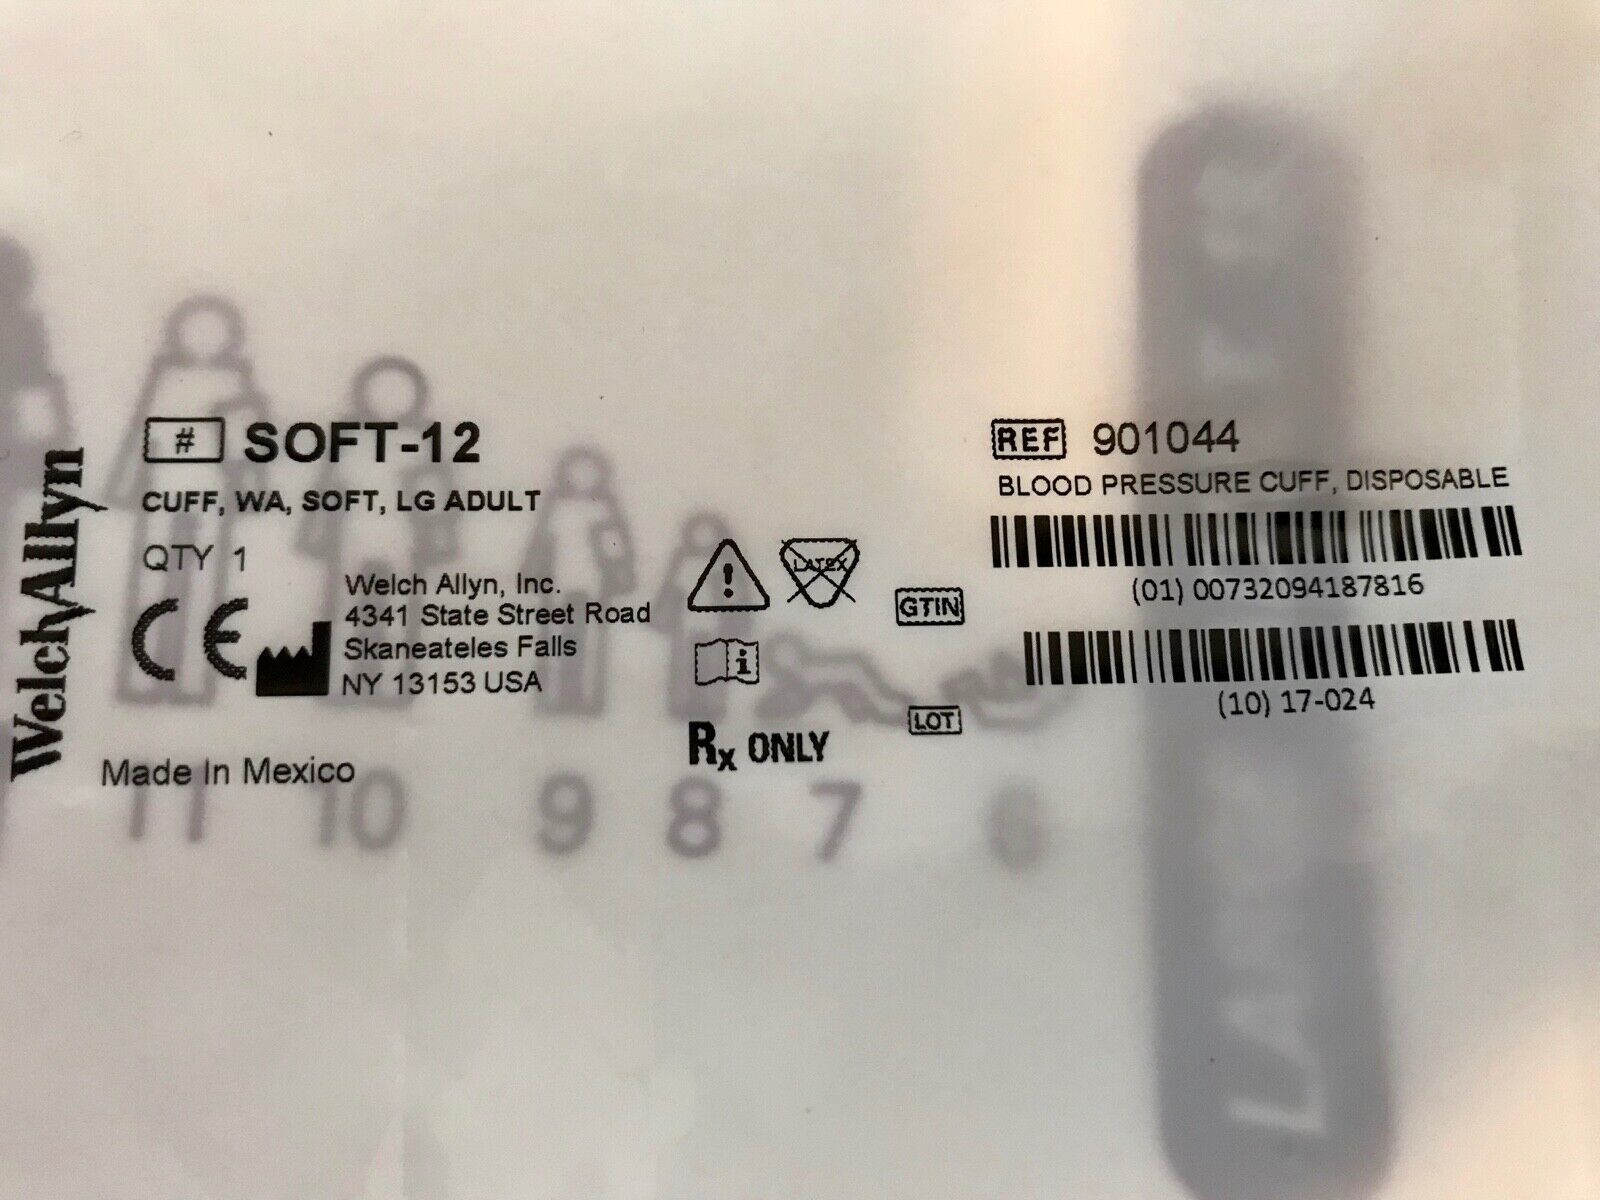 WelchAllyn
# SOFT-12
CUFF, WA, SOFT, LG ADULT
QTY 1
CE
Welch Allyn, Inc.
4341 State Street Road
Skaneateles Falls
NY 13153 USA
Made In Mexico
LATEX
i
Rx ONLY
REF 901044
BLOOD PRESSURE CUFF, DISPOSABLE
GTIN
(01) 00732094187816
LOT
(10) 17-024
11 10 9 8 7